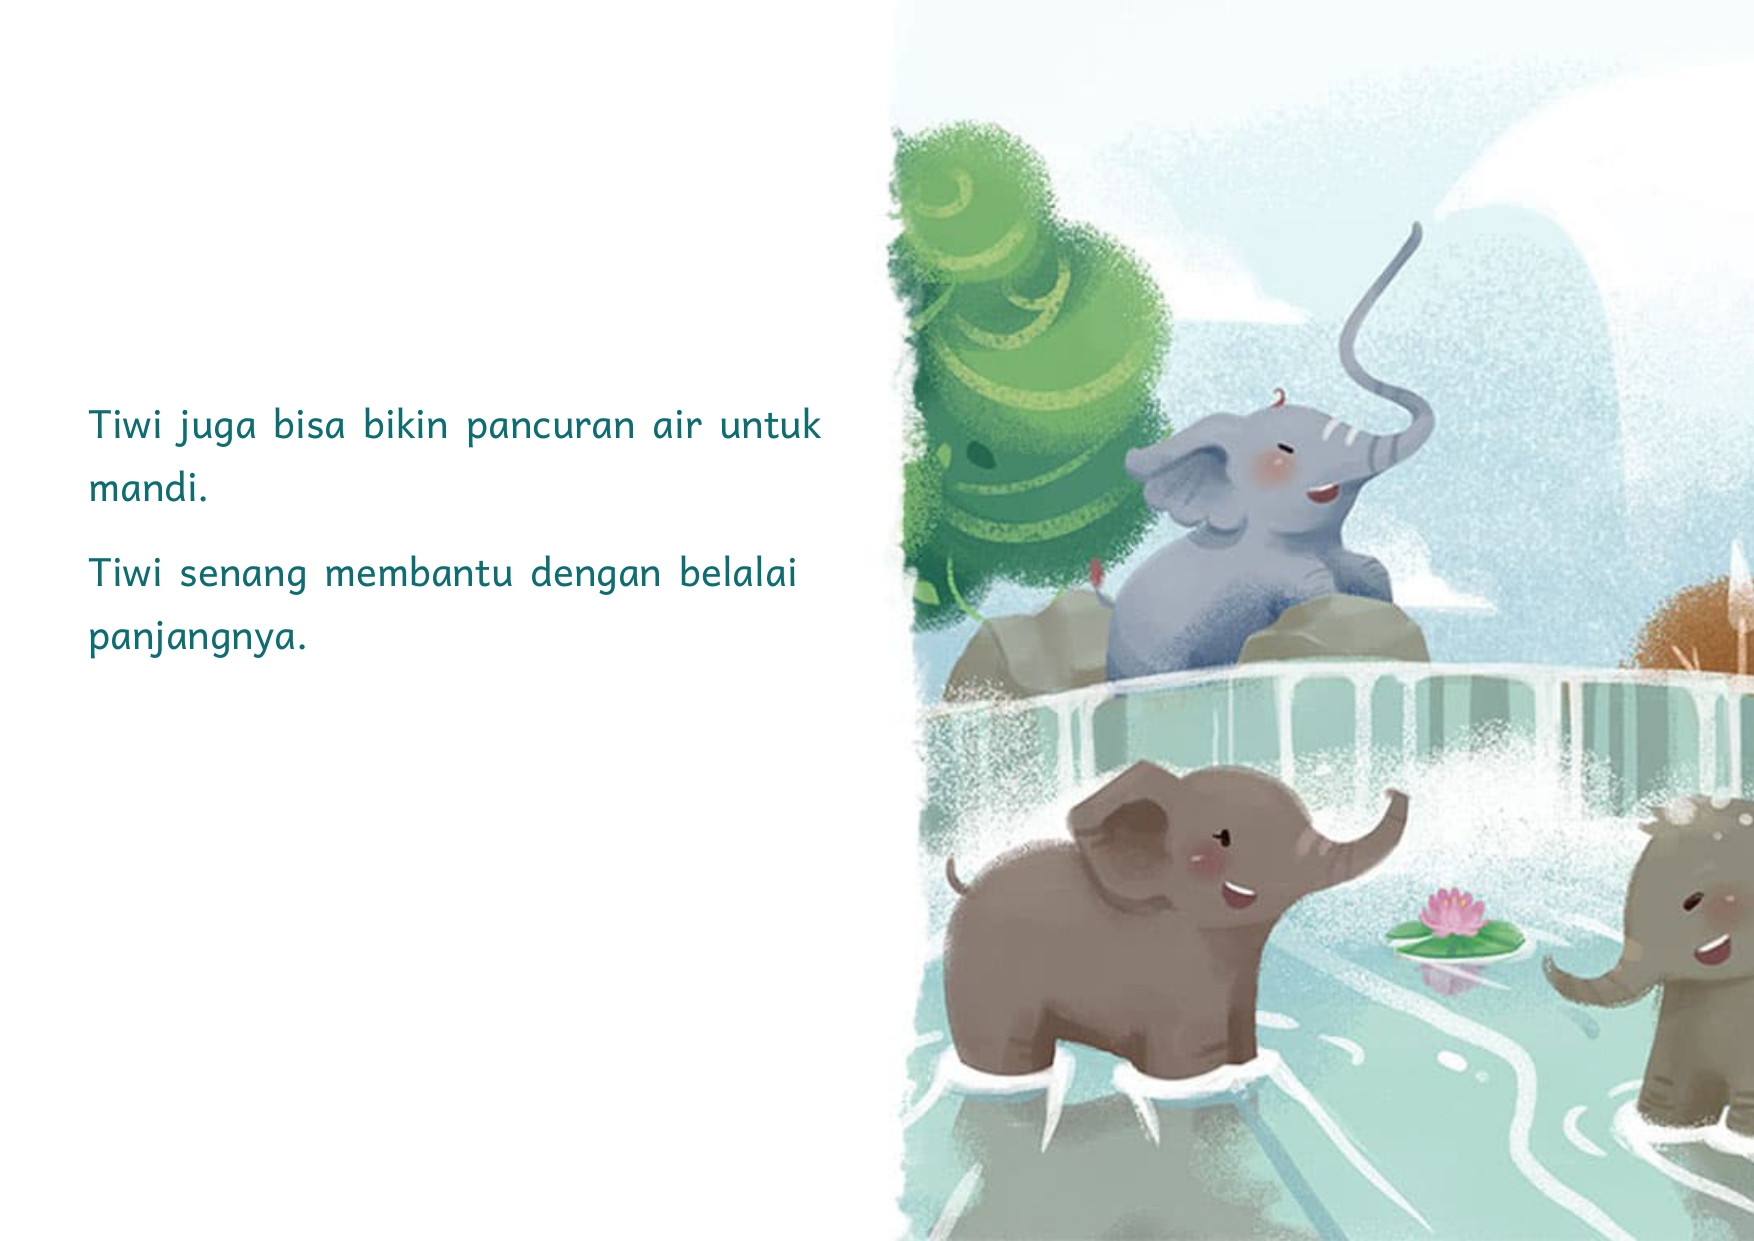 Tiwi juga bisa bikin pancuran air untuk
mandi.
Tiwi senang membantu dengan belalai
panjangnya.